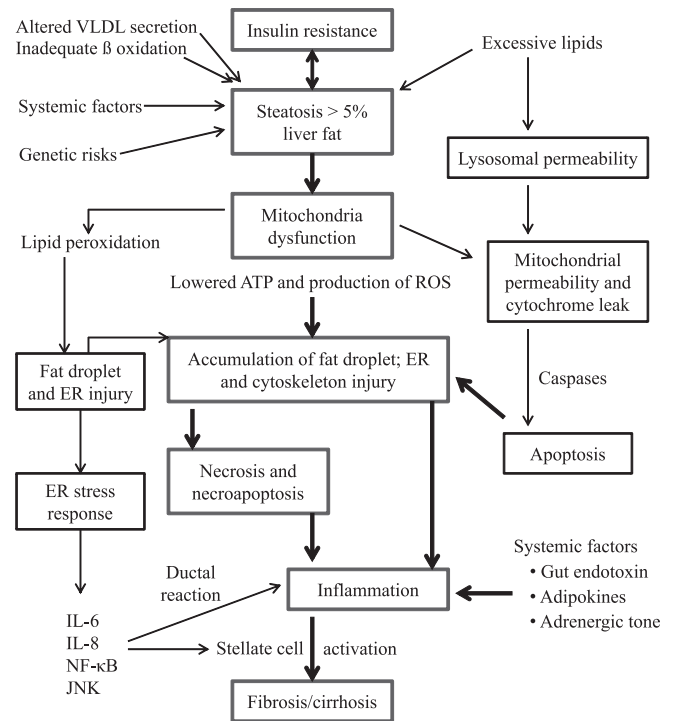 Altered VLDL secretion
Inadequate ß oxidation
Insulin resistance
Excessive lipids
Systemic factors
Steatosis > 5%
liver fat
Genetic risks
Lysosomal permeability
Mitochondria
dysfunction
Lipid peroxidation
Mitochondrial
permeability and
cytochrome leak
Lowered ATP and production of ROS
Fat droplet
and ER injury
Accumulation of fat droplet; ER
and cytoskeleton injury
Caspases
Apoptosis
Necrosis and
necroapoptosis
ER stress
response
Systemic factors
• Gut endotoxin
• Adipokines
• Adrenergic tone
Ductal
reaction
Inflammation
IL-6
IL-8
NF-κB
JNK
Stellate cell activation
Fibrosis/cirrhosis